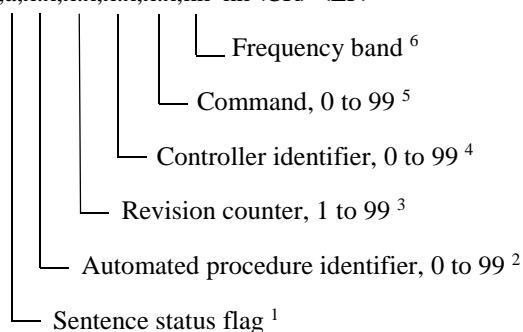 Frequency band ⁶
Command, 0 to 99 ⁵
Controller identifier, 0 to 99 ⁴
Revision counter, 1 to 99 ³
Automated procedure identifier, 0 to 99 ²
Sentence status flag ¹